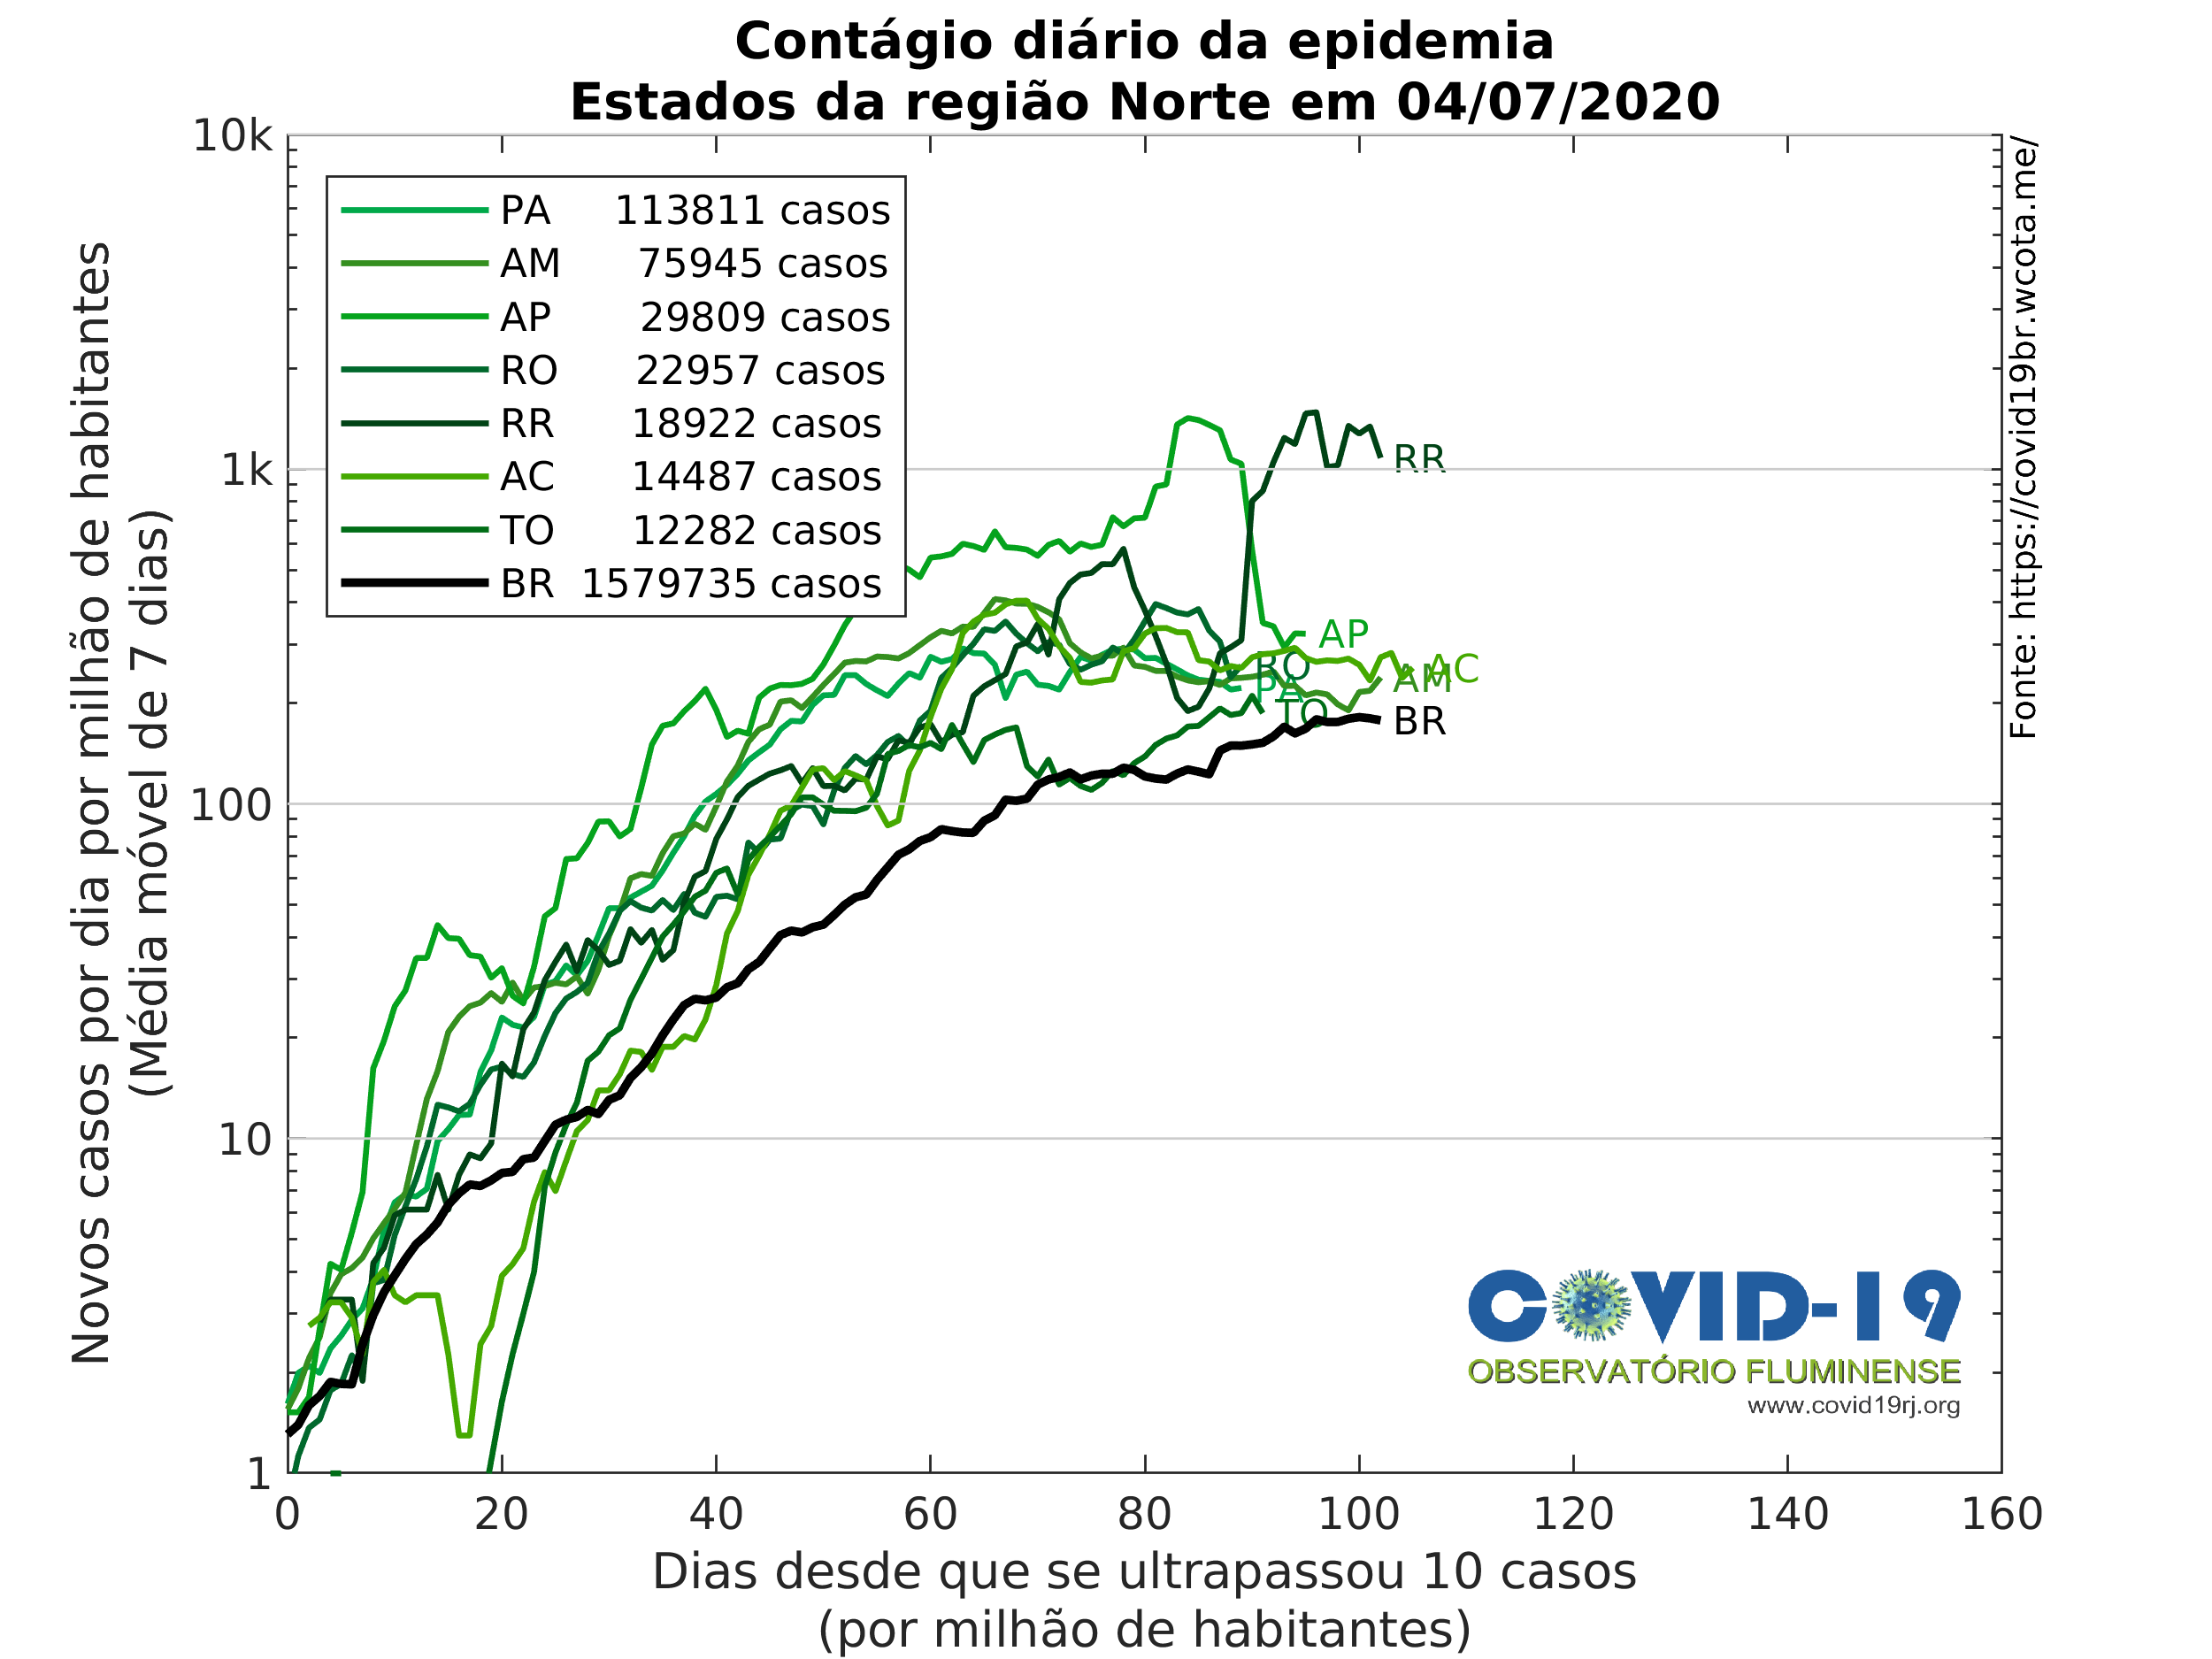 Contágio diário da epidemia
Estados da região Norte em 04/07/2020
Novos casos por dia por milhão de habitantes
(Média móvel de 7 dias)
10k
1k
100
10
1
PA 113811 casos
AM 75945 casos
AP 29809 casos
RO 22957 casos
RR 18922 casos
AC 14487 casos
TO 12282 casos
BR 1579735 casos
RR
AP
RO
PA
AM
AC
TO
BR
Fonte: https://covid19br.wcota.me/
COVID-19
OBSERVATÓRIO FLUMINENSE
www.covid19rj.org
0 20 40 60 80 100 120 140 160
Dias desde que se ultrapassou 10 casos
(por milhão de habitantes)